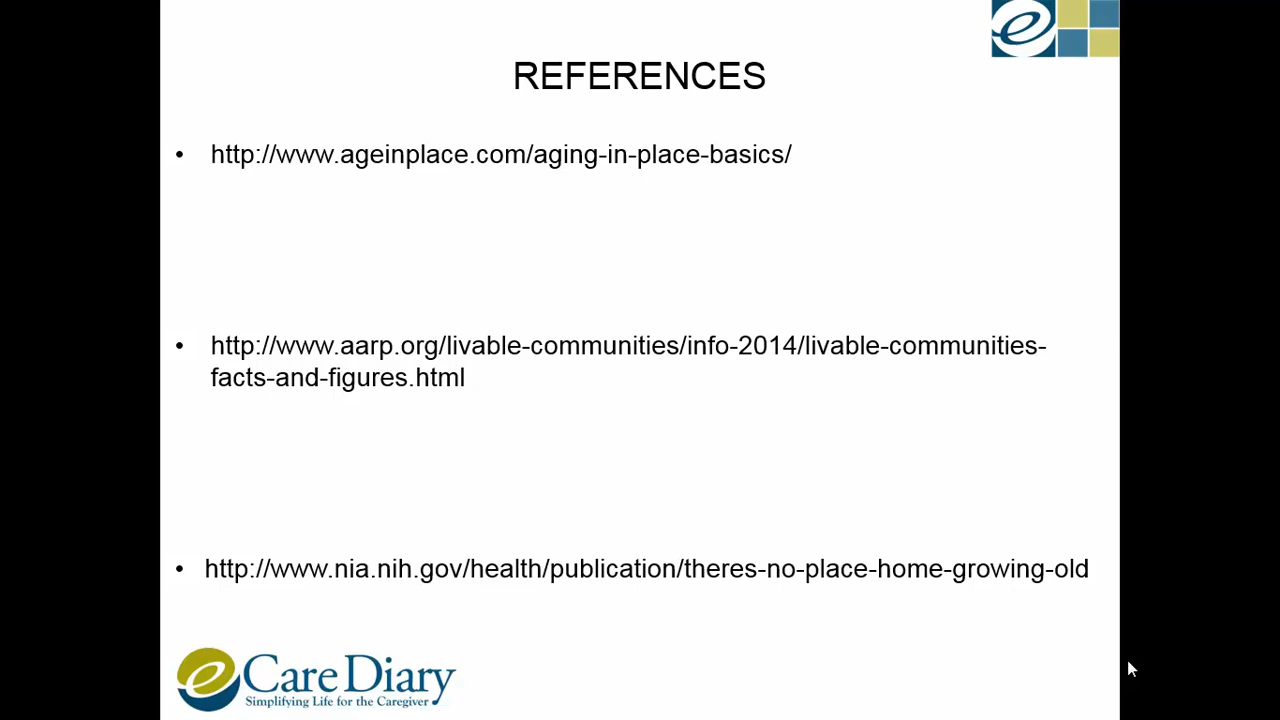 REFERENCES
• http://www.ageinplace.com/aging-in-place-basics/
• http://www.aarp.org/livable-communities/info-2014/livable-communities-
facts-and-figures.html
• http://www.nia.nih.gov/health/publication/theres-no-place-home-growing-old
eCare Diary
Simplifying Life for the Caregiver